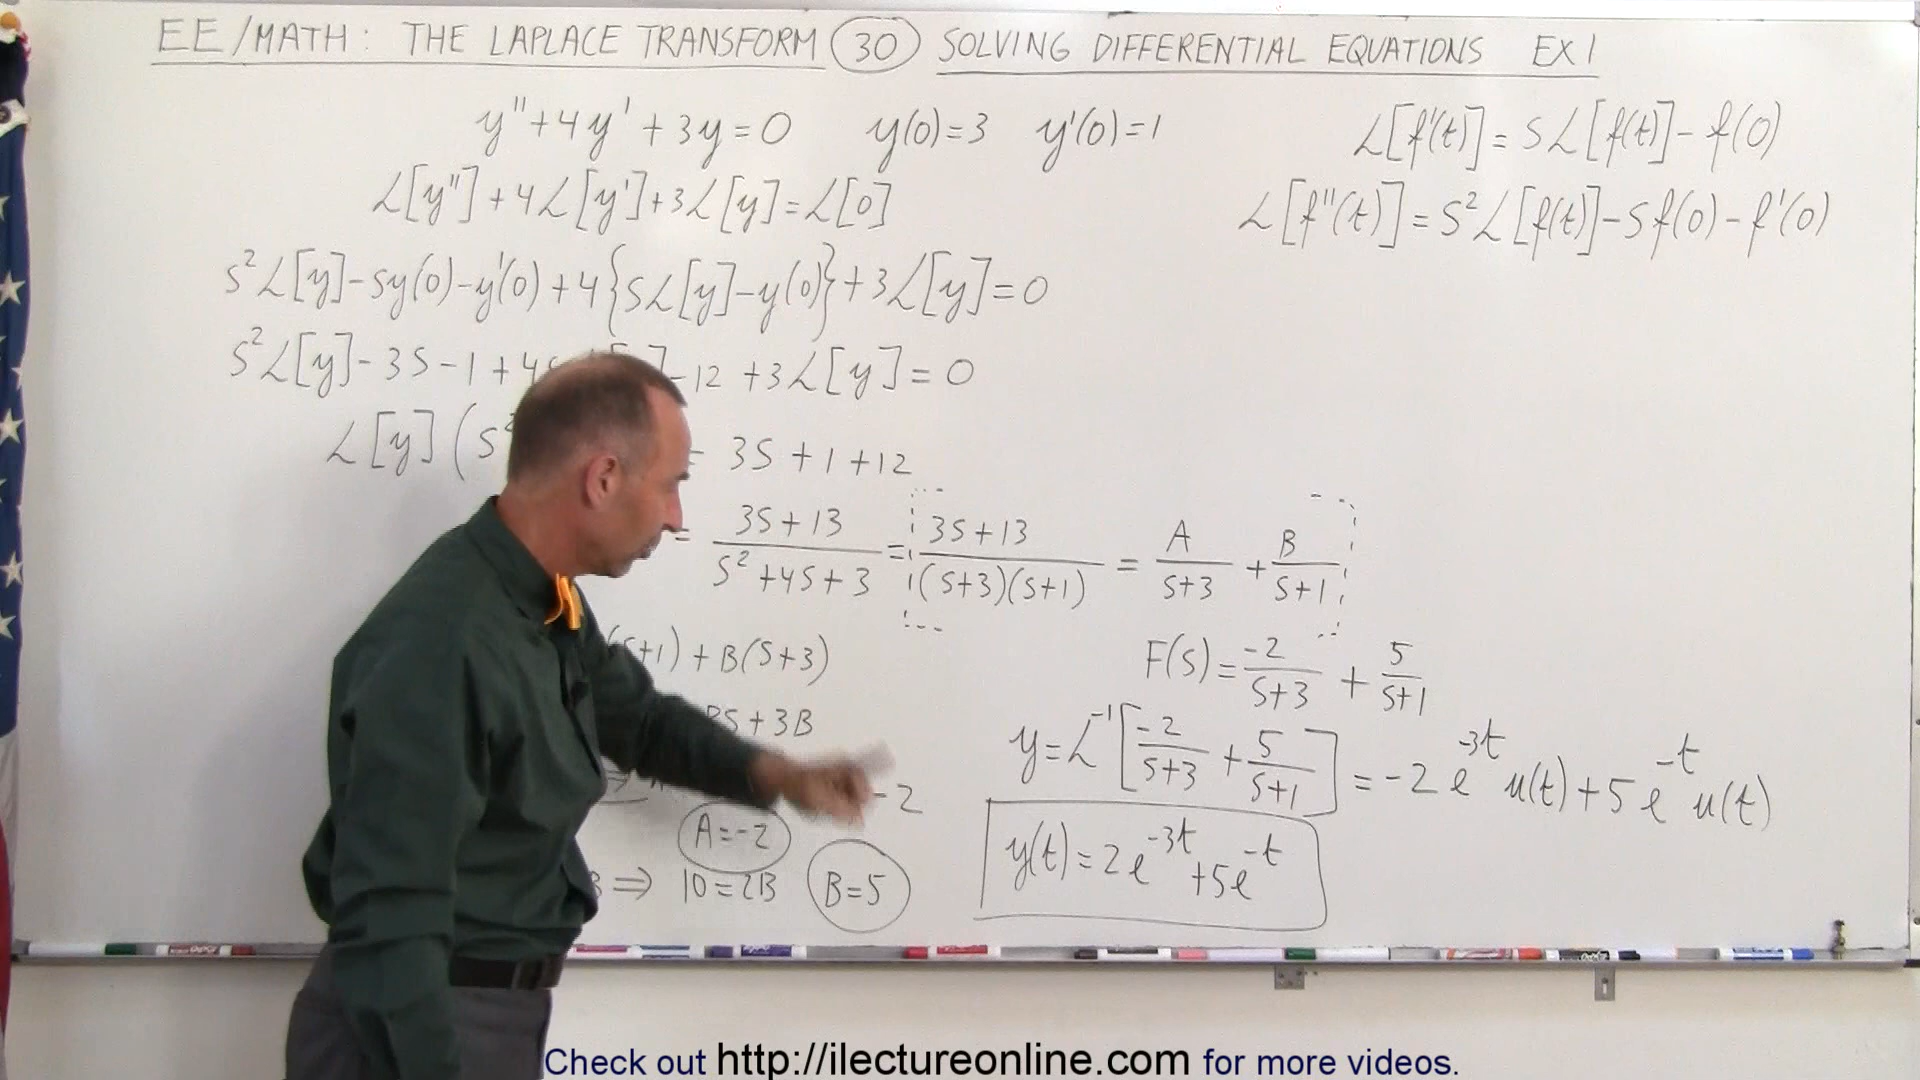 EE/MATH: THE LAPLACE TRANSFORM 30 SOLVING DIFFERENTIAL EQUATIONS EX 1
y''+4y'+3y=0 y(0)=3 y'(0)=1
ℒ[f'(t)]=Sℒ[f(t)]-f(0)
ℒ[y'']+4ℒ[y']+3ℒ[y]=ℒ[0]
ℒ[f''(t)]=S²ℒ[f(t)]-Sf(0)-f'(0)
S²ℒ[y]-Sy(0)-y'(0)+4{Sℒ[y]-y(0)}+3ℒ[y]=0
S²ℒ[y]-3S-1+4S ]-12+3ℒ[y]=0
ℒ[y](S² 3S+1+12
= (3S+13)/(S²+4S+3) = (3S+13)/((S+3)(S+1)) = A/(S+3) + B/(S+1)
(S+1)+B(S+3)
F(S)=-2/(S+3) + 5/(S+1)
BS+3B
y=ℒ⁻¹[-2/(S+3)+5/(S+1)]=-2e^-3t u(t)+5e^-t u(t)
-2
A=-2
y(t)=2e^-3t+5e^-t
B ⇒ 10=2B B=5
Check out http://ilectureonline.com for more videos.